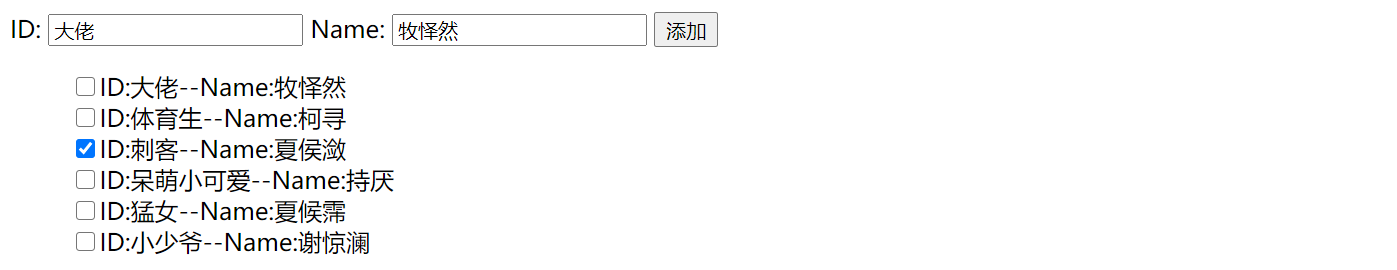 ID: 大佬 Name: 牧怿然 添加
ID:大佬--Name:牧怿然
ID:体育生--Name:柯寻
ID:刺客--Name:夏侯潋
ID:呆萌小可爱--Name:持厌
ID:猛女--Name:夏候霈
ID:小少爷--Name:谢惊澜